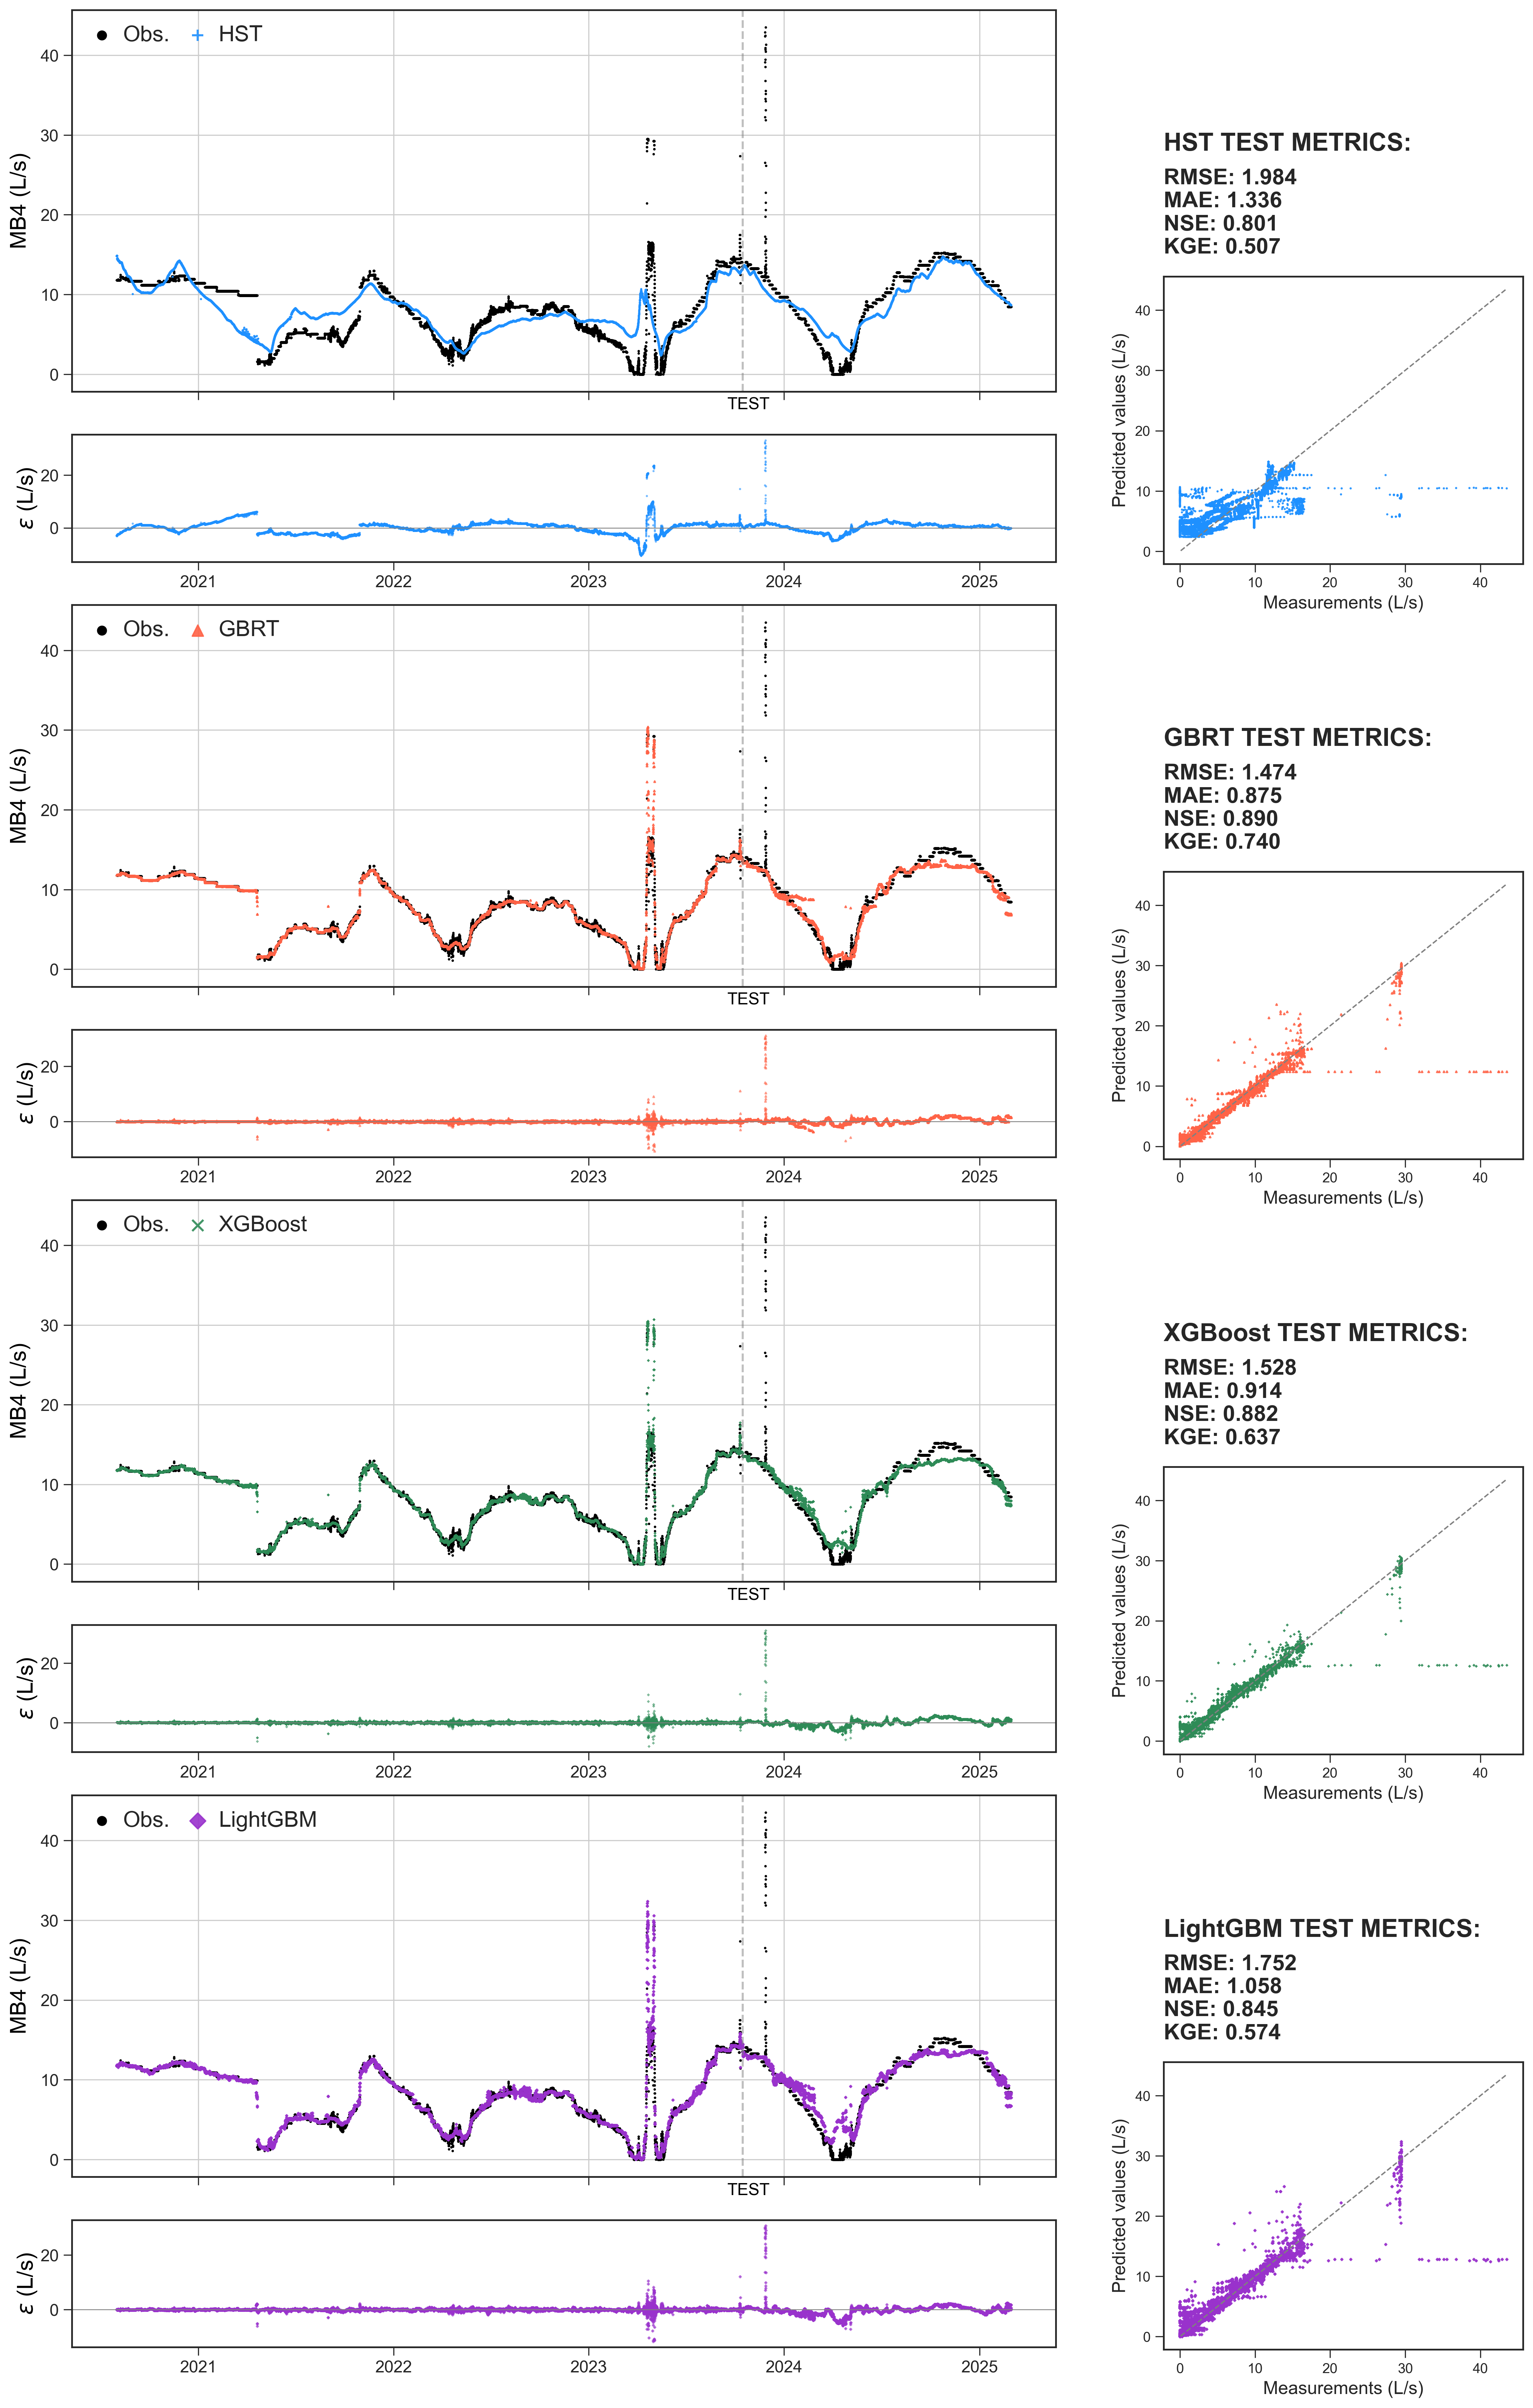 Obs. HST
MB4 (L/s)
40
30
20
10
0
TEST
ε (L/s)
20
0
2021 2022 2023 2024 2025
HST TEST METRICS:
RMSE: 1.984
MAE: 1.336
NSE: 0.801
KGE: 0.507
Predicted values (L/s)
40
30
20
10
0
0 10 20 30 40
Measurements (L/s)
Obs. GBRT
MB4 (L/s)
40
30
20
10
0
TEST
ε (L/s)
20
0
2021 2022 2023 2024 2025
GBRT TEST METRICS:
RMSE: 1.474
MAE: 0.875
NSE: 0.890
KGE: 0.740
Predicted values (L/s)
40
30
20
10
0
0 10 20 30 40
Measurements (L/s)
Obs. XGBoost
MB4 (L/s)
40
30
20
10
0
TEST
ε (L/s)
20
0
2021 2022 2023 2024 2025
XGBoost TEST METRICS:
RMSE: 1.528
MAE: 0.914
NSE: 0.882
KGE: 0.637
Predicted values (L/s)
40
30
20
10
0
0 10 20 30 40
Measurements (L/s)
Obs. LightGBM
MB4 (L/s)
40
30
20
10
0
TEST
ε (L/s)
20
0
2021 2022 2023 2024 2025
LightGBM TEST METRICS:
RMSE: 1.752
MAE: 1.058
NSE: 0.845
KGE: 0.574
Predicted values (L/s)
40
30
20
10
0
0 10 20 30 40
Measurements (L/s)